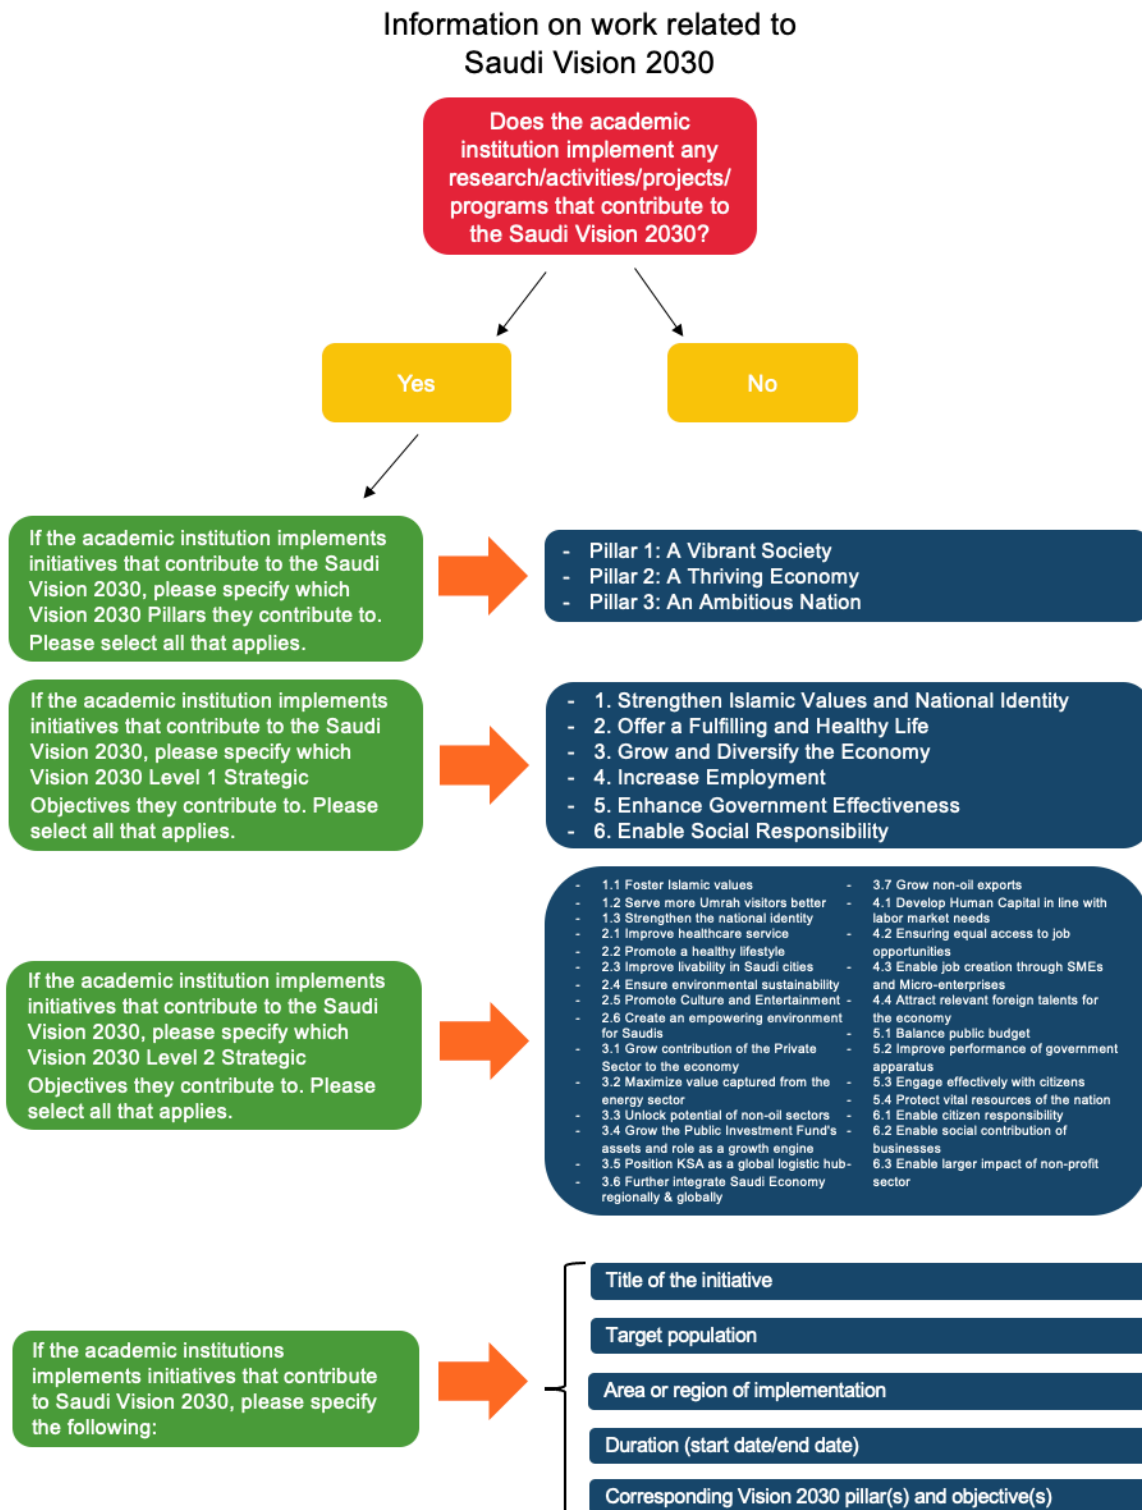 Information on work related to
Saudi Vision 2030
Does the academic
institution implement any
research/activities/projects/
programs that contribute to
the Saudi Vision 2030?
Yes
No
If the academic institution implements
initiatives that contribute to the Saudi
Vision 2030, please specify which
Vision 2030 Pillars they contribute to.
Please select all that applies.
- Pillar 1: A Vibrant Society
- Pillar 2: A Thriving Economy
- Pillar 3: An Ambitious Nation
If the academic institution implements
initiatives that contribute to the Saudi
Vision 2030, please specify which
Vision 2030 Level 1 Strategic
Objectives they contribute to. Please
select all that applies.
- 1. Strengthen Islamic Values and National Identity
- 2. Offer a Fulfilling and Healthy Life
- 3. Grow and Diversify the Economy
- 4. Increase Employment
- 5. Enhance Government Effectiveness
- 6. Enable Social Responsibility
If the academic institution implements
initiatives that contribute to the Saudi
Vision 2030, please specify which
Vision 2030 Level 2 Strategic
Objectives they contribute to. Please
select all that applies.
- 1.1 Foster Islamic values
- 1.2 Serve more Umrah visitors better
- 1.3 Strengthen the national identity
- 2.1 Improve healthcare service
- 2.2 Promote a healthy lifestyle
- 2.3 Improve livability in Saudi cities
- 2.4 Ensure environmental sustainability
- 2.5 Promote Culture and Entertainment
- 2.6 Create an empowering environment
for Saudis
- 3.1 Grow contribution of the Private
Sector to the economy
- 3.2 Maximize value captured from the
energy sector
- 3.3 Unlock potential of non-oil sectors
- 3.4 Grow the Public Investment Fund's
assets and role as a growth engine
- 3.5 Position KSA as a global logistic hub
- 3.6 Further integrate Saudi Economy
regionally & globally
- 3.7 Grow non-oil exports
- 4.1 Develop Human Capital in line with
labor market needs
- 4.2 Ensuring equal access to job
opportunities
- 4.3 Enable job creation through SMEs
and Micro-enterprises
- 4.4 Attract relevant foreign talents for
the economy
- 5.1 Balance public budget
- 5.2 Improve performance of government
apparatus
- 5.3 Engage effectively with citizens
- 5.4 Protect vital resources of the nation
- 6.1 Enable citizen responsibility
- 6.2 Enable social contribution of
businesses
- 6.3 Enable larger impact of non-profit
sector
If the academic institutions
implements initiatives that contribute
to Saudi Vision 2030, please specify
the following:
Title of the initiative
Target population
Area or region of implementation
Duration (start date/end date)
Corresponding Vision 2030 pillar(s) and objective(s)